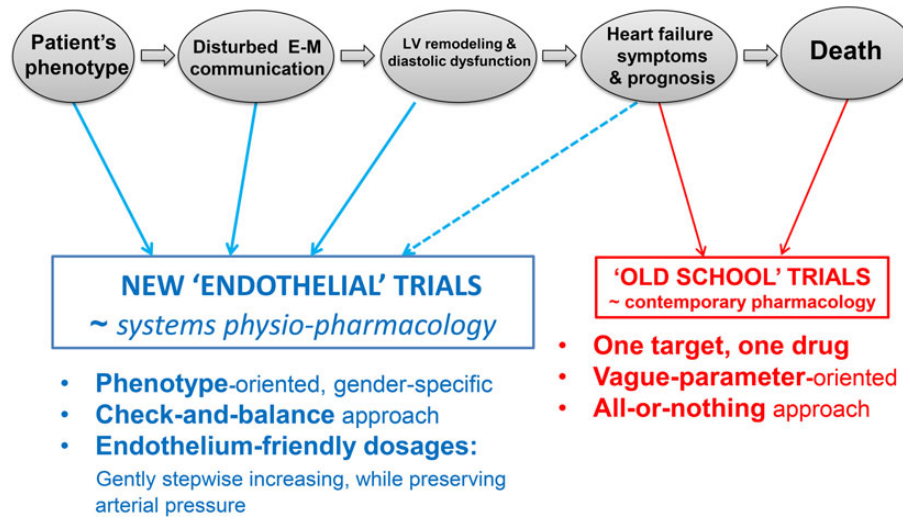 Patient's
phenotype
Disturbed E-M
communication
LV remodeling &
diastolic dysfunction
Heart failure
symptoms
& prognosis
Death
NEW 'ENDOTHELIAL' TRIALS
~ systems physio-pharmacology
• Phenotype-oriented, gender-specific
• Check-and-balance approach
• Endothelium-friendly dosages:
Gently stepwise increasing, while preserving
arterial pressure
'OLD SCHOOL' TRIALS
~ contemporary pharmacology
• One target, one drug
• Vague-parameter-oriented
• All-or-nothing approach